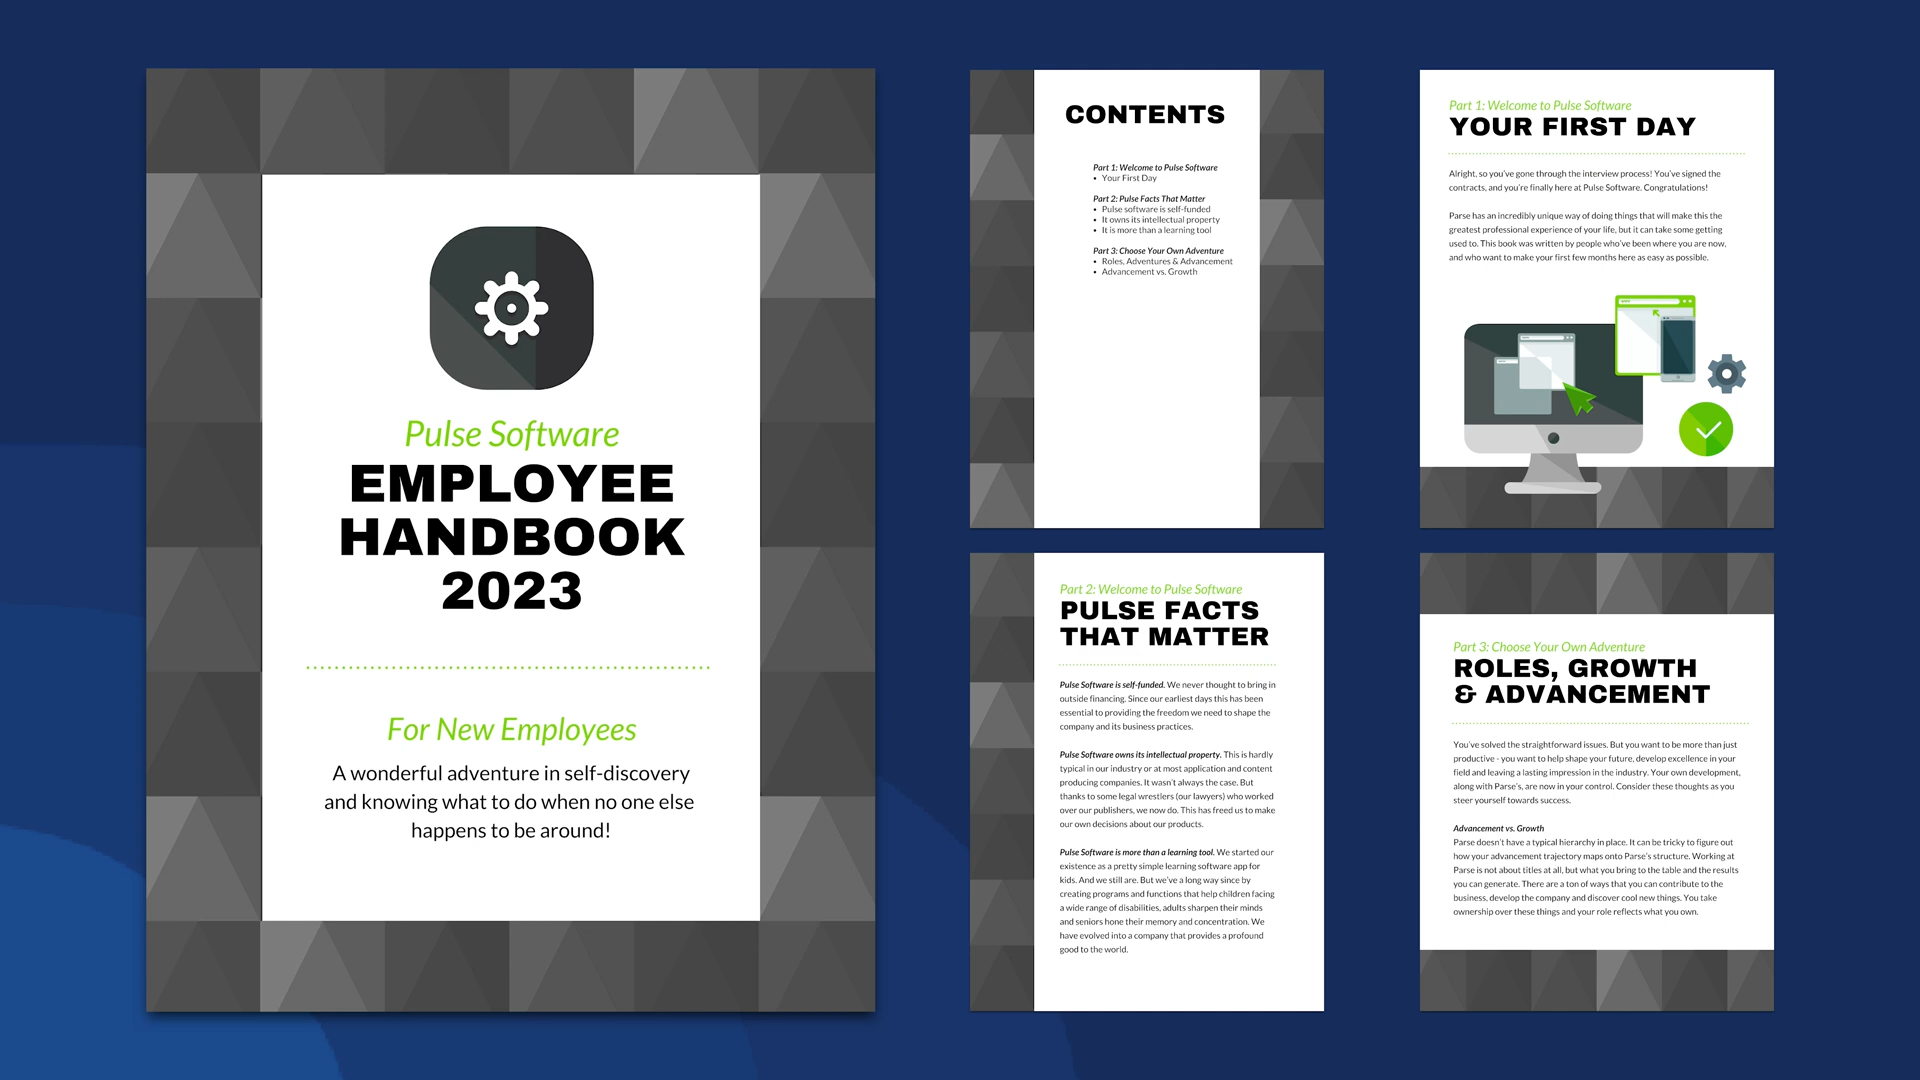 Pulse Software
EMPLOYEE
HANDBOOK
2023
For New Employees
A wonderful adventure in self-discovery
and knowing what to do when no one else
happens to be around!
CONTENTS
Part 1: Welcome to Pulse Software
• Your First Day
Part 2: Pulse Facts That Matter
• Pulse software is self-funded
• It owns its intellectual property
• It is more than a learning tool
Part 3: Choose Your Own Adventure
• Roles, Adventures & Advancement
• Advancement vs. Growth
Part 1: Welcome to Pulse Software
YOUR FIRST DAY
Alright, so you've gone through the interview process! You've signed the
contracts, and you're finally here at Pulse Software. Congratulations!
Parse has an incredibly unique way of doing things that will make this the
greatest professional experience of your life, but it can take some getting
used to. This book was written by people who've been where you are now,
and who want to make your first few months here as easy as possible.
Part 2: Welcome to Pulse Software
PULSE FACTS
THAT MATTER
Pulse Software is self-funded. We never thought to bring in
outside financing. Since our earliest days this has been
essential to providing the freedom we need to shape the
company and its business practices.
Pulse Software owns its intellectual property. This is hardly
typical in our industry or at most application and content
producing companies. It wasn't always the case. But
thanks to some legal wrestlers (our lawyers) who worked
over our publishers, we now do. This has freed us to make
our own decisions about our products.
Pulse Software is more than a learning tool. We started our
existence as a pretty simple learning software app for
kids. And we still are. But we've a long way since by
creating programs and functions that help children facing
a wide range of disabilities, adults sharpen their minds
and seniors hone their memory and concentration. We
have evolved into a company that provides a profound
good to the world.
Part 3: Choose Your Own Adventure
ROLES, GROWTH
& ADVANCEMENT
You've solved the straightforward issues. But you want to be more than just
productive - you want to help shape your future, develop excellence in your
field and leaving a lasting impression in the industry. Your own development,
along with Parse's, are now in your control. Consider these thoughts as you
steer yourself towards success.
Advancement vs. Growth
Parse doesn't have a typical hierarchy in place. It can be tricky to figure out
how your advancement trajectory maps onto Parse's structure. Working at
Parse is not about titles at all, but what you bring to the table and the results
you can generate. There are a ton of ways that you can contribute to the
business, develop the company and discover cool new things. You take
ownership over these things and your role reflects what you own.